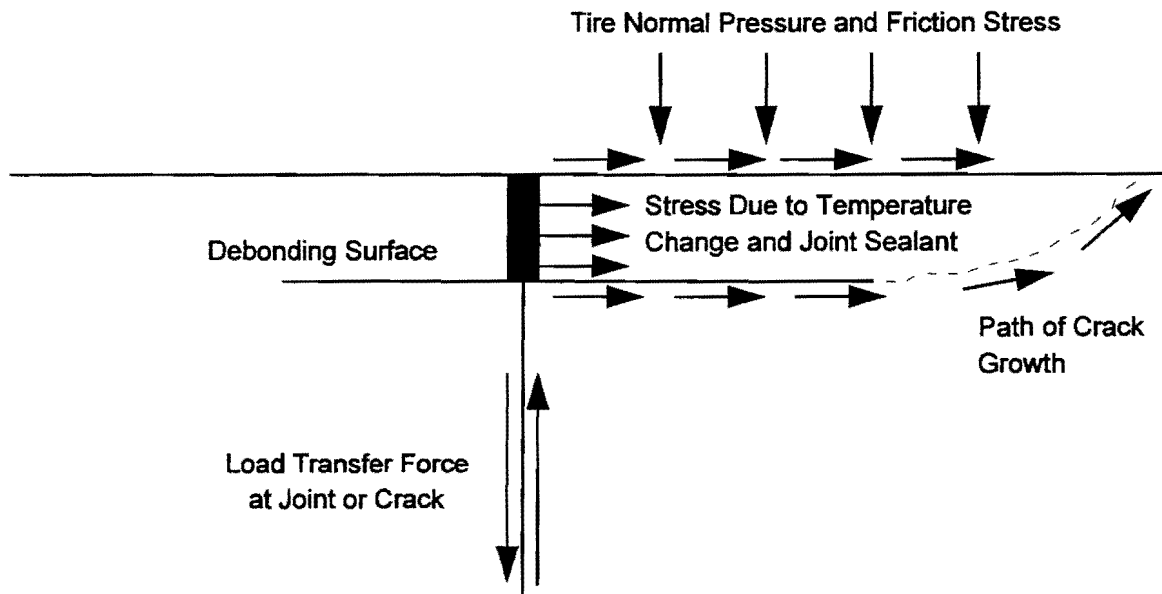 Tire Normal Pressure and Friction Stress
Stress Due to Temperature
Change and Joint Sealant
Debonding Surface
Path of Crack
Growth
Load Transfer Force
at Joint or Crack